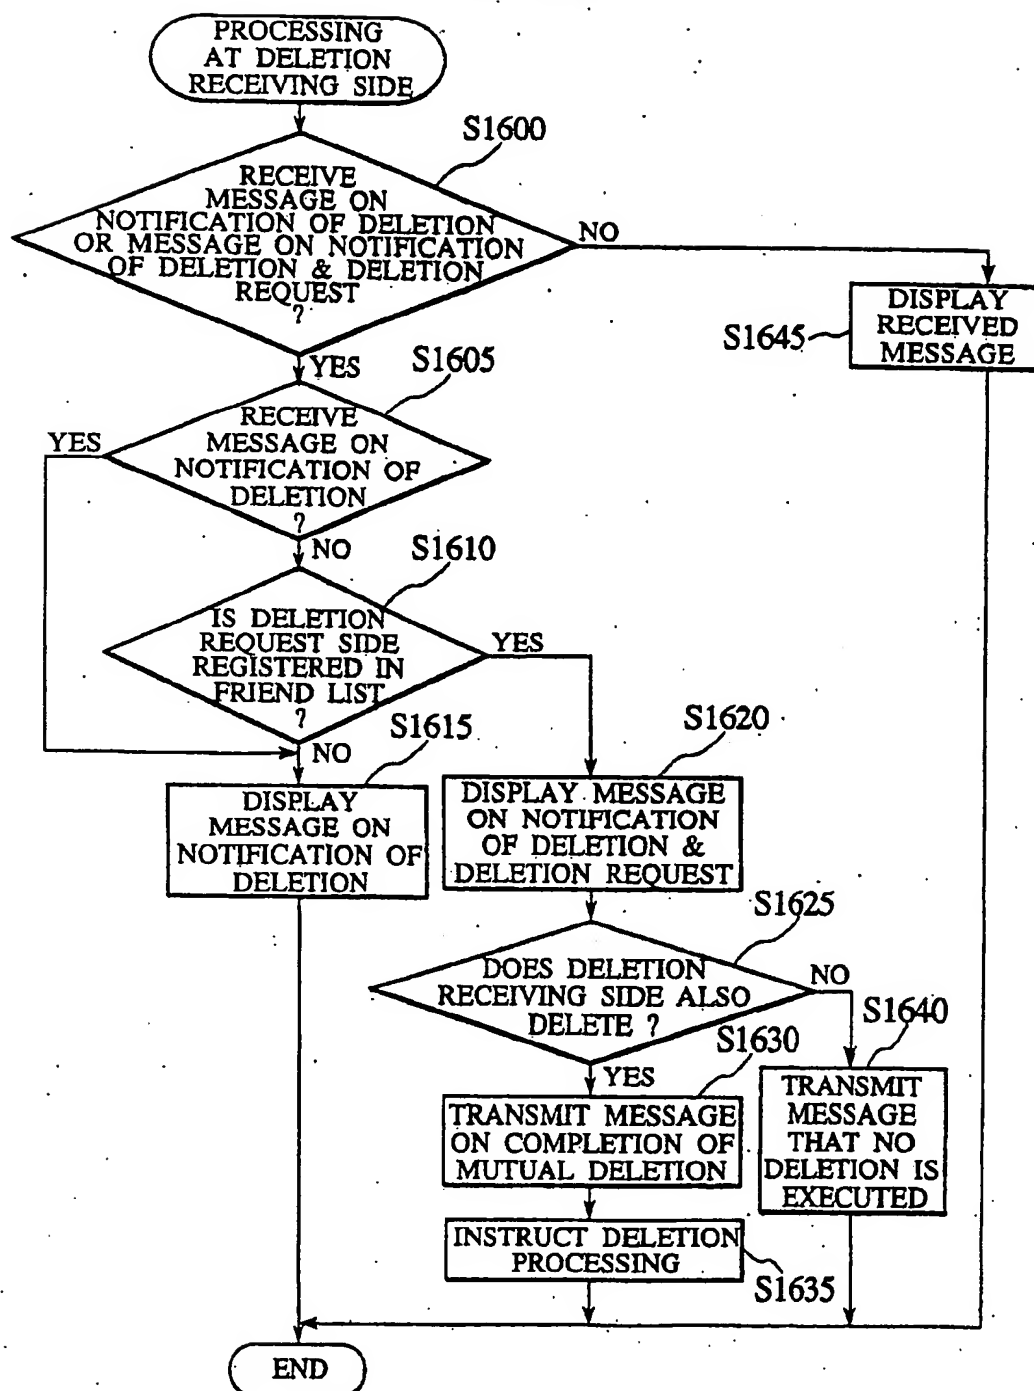 PROCESSING
AT DELETION
RECEIVING SIDE
S1600
RECEIVE
MESSAGE ON
NOTIFICATION OF DELETION
OR MESSAGE ON NOTIFICATION
OF DELETION & DELETION
REQUEST
?
NO
DISPLAY
RECEIVED
MESSAGE
S1645
YES
S1605
RECEIVE
MESSAGE ON
NOTIFICATION OF
DELETION
?
YES
NO
S1610
IS DELETION
REQUEST SIDE
REGISTERED IN
FRIEND LIST
?
YES
NO
S1615
S1620
DISPLAY
MESSAGE ON
NOTIFICATION OF
DELETION
DISPLAY MESSAGE
ON NOTIFICATION
OF DELETION &
DELETION REQUEST
S1625
DOES DELETION
RECEIVING SIDE ALSO
DELETE ?
NO
S1640
YES
S1630
TRANSMIT MESSAGE
ON COMPLETION OF
MUTUAL DELETION
TRANSMIT
MESSAGE
THAT NO
DELETION IS
EXECUTED
INSTRUCT DELETION
PROCESSING
S1635
END